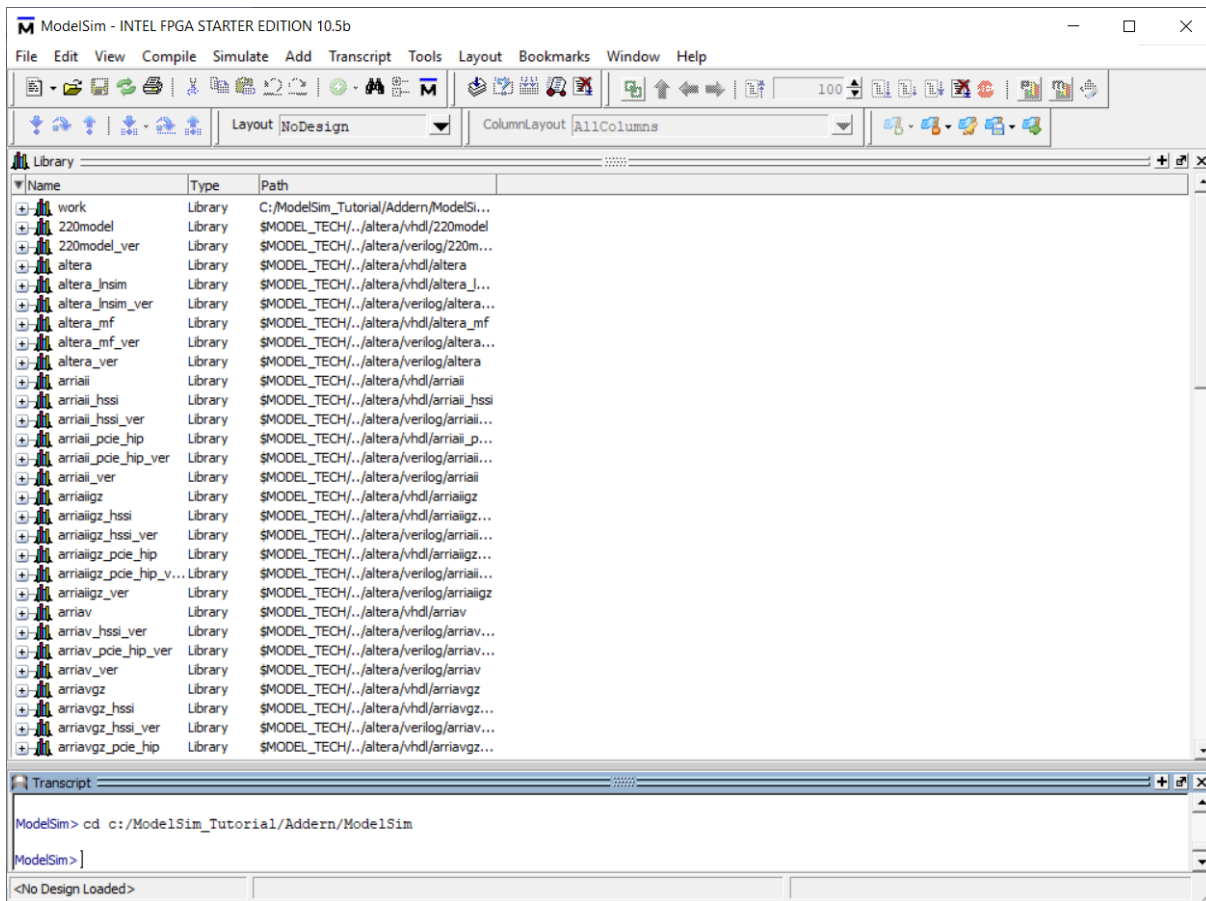 ModelSim - INTEL FPGA STARTER EDITION 10.5b
File Edit View Compile Simulate Add Transcript Tools Layout Bookmarks Window Help
100
Layout NoDesign ColumnLayout AllColumns
Library
Name Type Path
work Library C:/ModelSim_Tutorial/Addern/ModelSi...
220model Library $MODEL_TECH/../altera/vhdl/220model
220model_ver Library $MODEL_TECH/../altera/verilog/220m...
altera Library $MODEL_TECH/../altera/vhdl/altera
altera_lnsim Library $MODEL_TECH/../altera/vhdl/altera_l...
altera_lnsim_ver Library $MODEL_TECH/../altera/verilog/altera...
altera_mf Library $MODEL_TECH/../altera/vhdl/altera_mf
altera_mf_ver Library $MODEL_TECH/../altera/verilog/altera...
altera_ver Library $MODEL_TECH/../altera/verilog/altera
arriaii Library $MODEL_TECH/../altera/vhdl/arriaii
arriaii_hssi Library $MODEL_TECH/../altera/vhdl/arriaii_hssi
arriaii_hssi_ver Library $MODEL_TECH/../altera/verilog/arriaii...
arriaii_pcie_hip Library $MODEL_TECH/../altera/vhdl/arriaii_p...
arriaii_pcie_hip_ver Library $MODEL_TECH/../altera/verilog/arriaii...
arriaii_ver Library $MODEL_TECH/../altera/verilog/arriaii
arriaiigz Library $MODEL_TECH/../altera/vhdl/arriaiigz
arriaiigz_hssi Library $MODEL_TECH/../altera/vhdl/arriaiigz...
arriaiigz_hssi_ver Library $MODEL_TECH/../altera/verilog/arriaii...
arriaiigz_pcie_hip Library $MODEL_TECH/../altera/vhdl/arriaiigz...
arriaiigz_pcie_hip_v... Library $MODEL_TECH/../altera/verilog/arriaii...
arriaiigz_ver Library $MODEL_TECH/../altera/verilog/arriaiigz
arriav Library $MODEL_TECH/../altera/vhdl/arriav
arriav_hssi_ver Library $MODEL_TECH/../altera/verilog/arriav...
arriav_pcie_hip_ver Library $MODEL_TECH/../altera/verilog/arriav...
arriav_ver Library $MODEL_TECH/../altera/verilog/arriav
arriavgz Library $MODEL_TECH/../altera/vhdl/arriavgz
arriavgz_hssi Library $MODEL_TECH/../altera/vhdl/arriavgz...
arriavgz_hssi_ver Library $MODEL_TECH/../altera/verilog/arriav...
arriavgz_pcie_hip Library $MODEL_TECH/../altera/vhdl/arriavgz...
Transcript
ModelSim> cd c:/ModelSim_Tutorial/Addern/ModelSim
ModelSim>
<No Design Loaded>